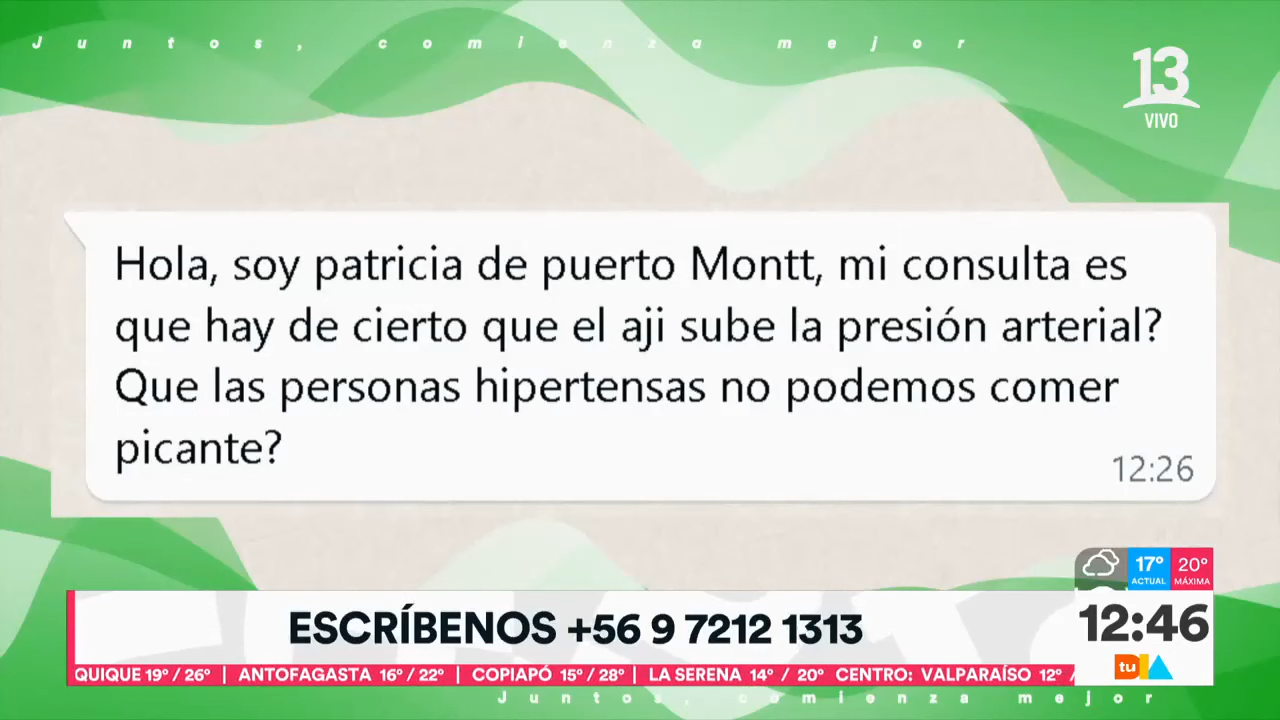 Juntos, comienza mejor
13
VIVO
Hola, soy patricia de puerto Montt, mi consulta es
que hay de cierto que el aji sube la presión arterial?
Que las personas hipertensas no podemos comer
picante?
12:26
17° 20°
ACTUAL MÁXIMA
ESCRÍBENOS +56 9 7212 1313
12:46
tu DIA
QUIQUE 19° / 26° | ANTOFAGASTA 16° / 22° | COPIAPÓ 15° / 28° | LA SERENA 14° / 20° CENTRO: VALPARAÍSO 12° /
Juntos, comienza mejor